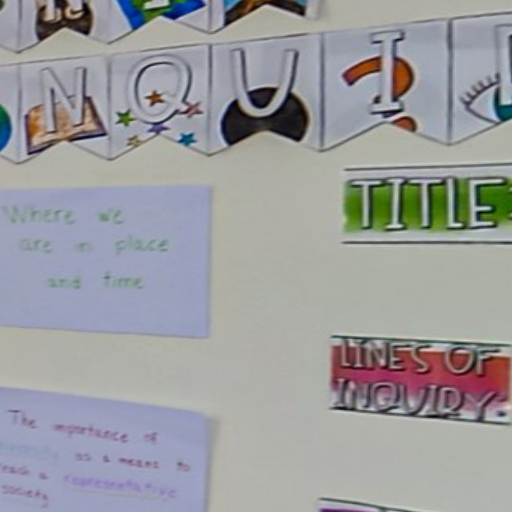 NQUI
Where we
are in place
and time
TITLE:
LINES OF
INQUIRY:
The importance of
as a means to
reach a representative
society